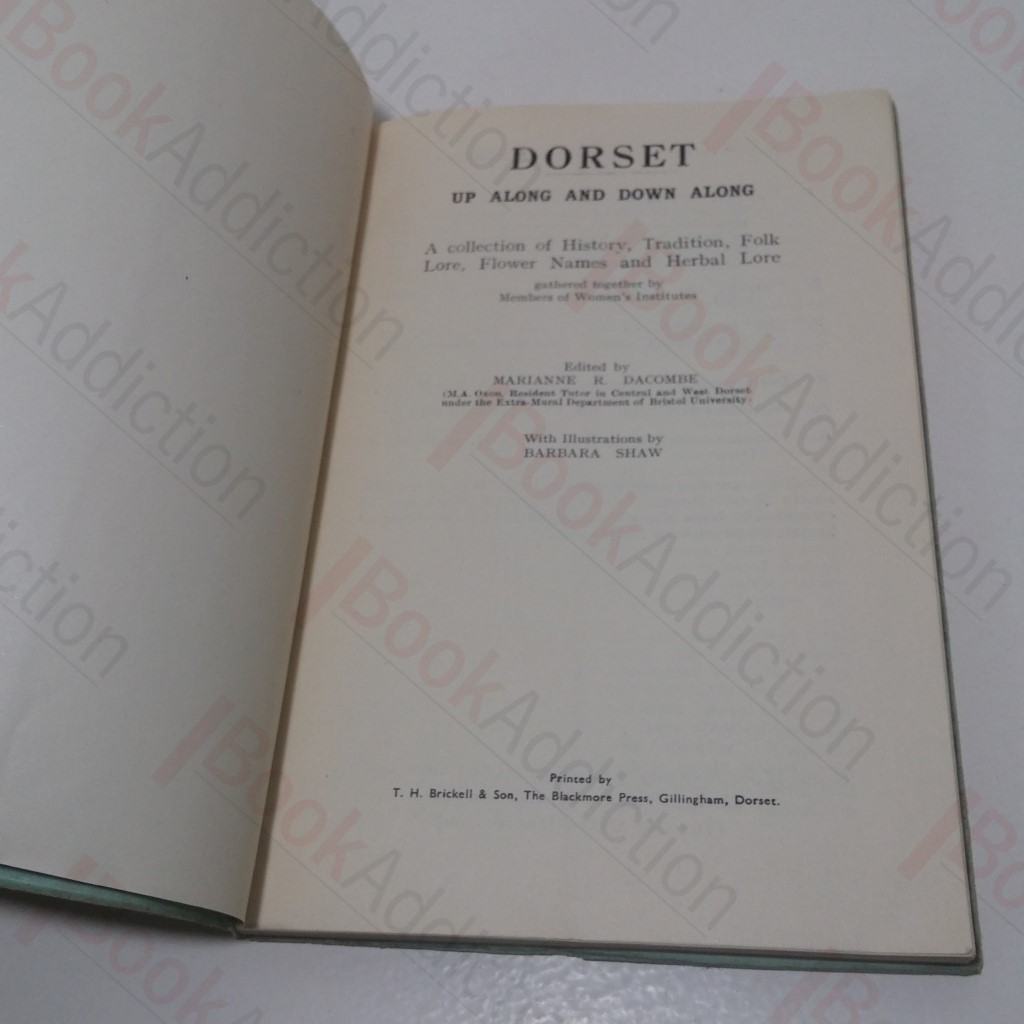 DORSET
UP ALONG AND DOWN ALONG
A collection of History, Tradition, Folk
Lore, Flower Names and Herbal Lore
gathered together by
Members of Women's Institutes
Edited by
MARIANNE R. DACOMBE
(M.A. Oxon, Resident Tutor in Central and West Dorset
under the Extra-Mural Department of Bristol University)
With Illustrations by
BARBARA SHAW
Printed by
T. H. Brickell & Son, The Blackmore Press, Gillingham, Dorset.
BookAddiction